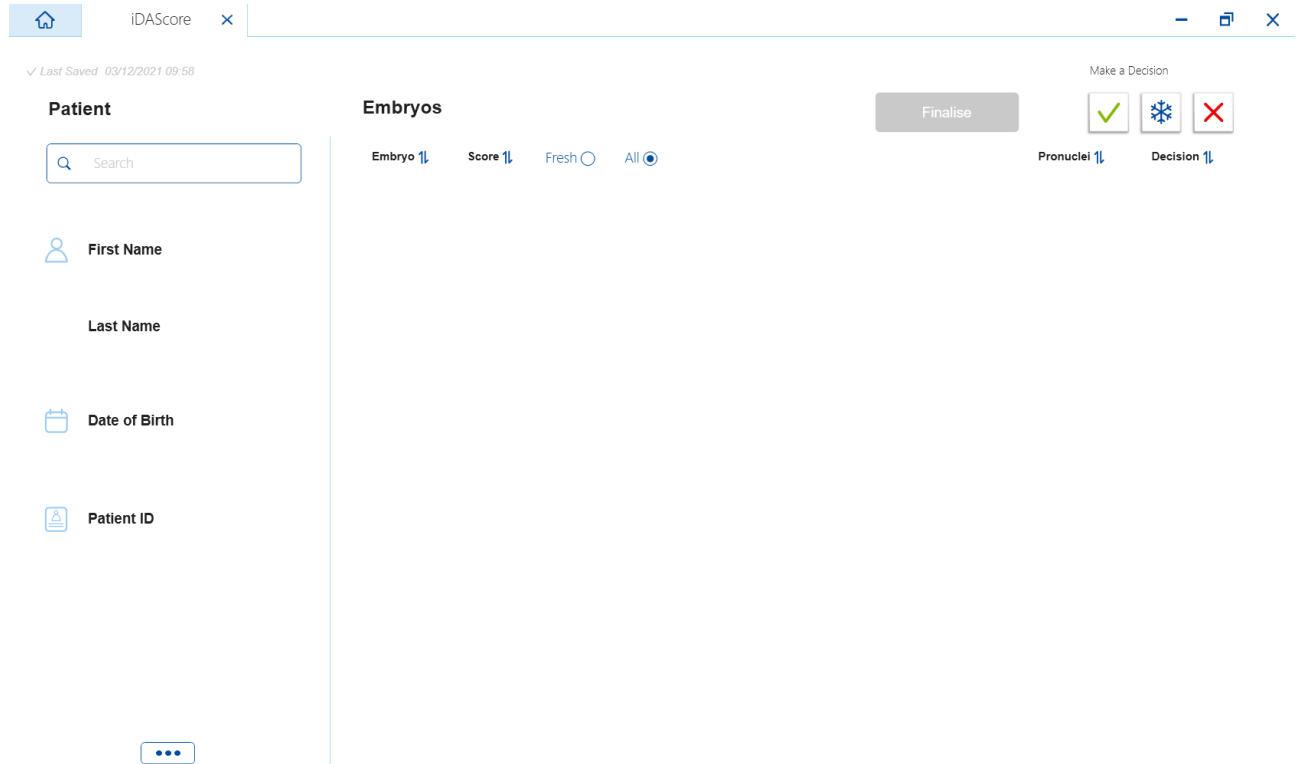 iDAScore
Last Saved 03/12/2021 09:58
Make a Decision
Patient
Embryos
Finalise
Search
Embryo
Score
Fresh
All
Pronuclei
Decision
First Name
Last Name
Date of Birth
Patient ID